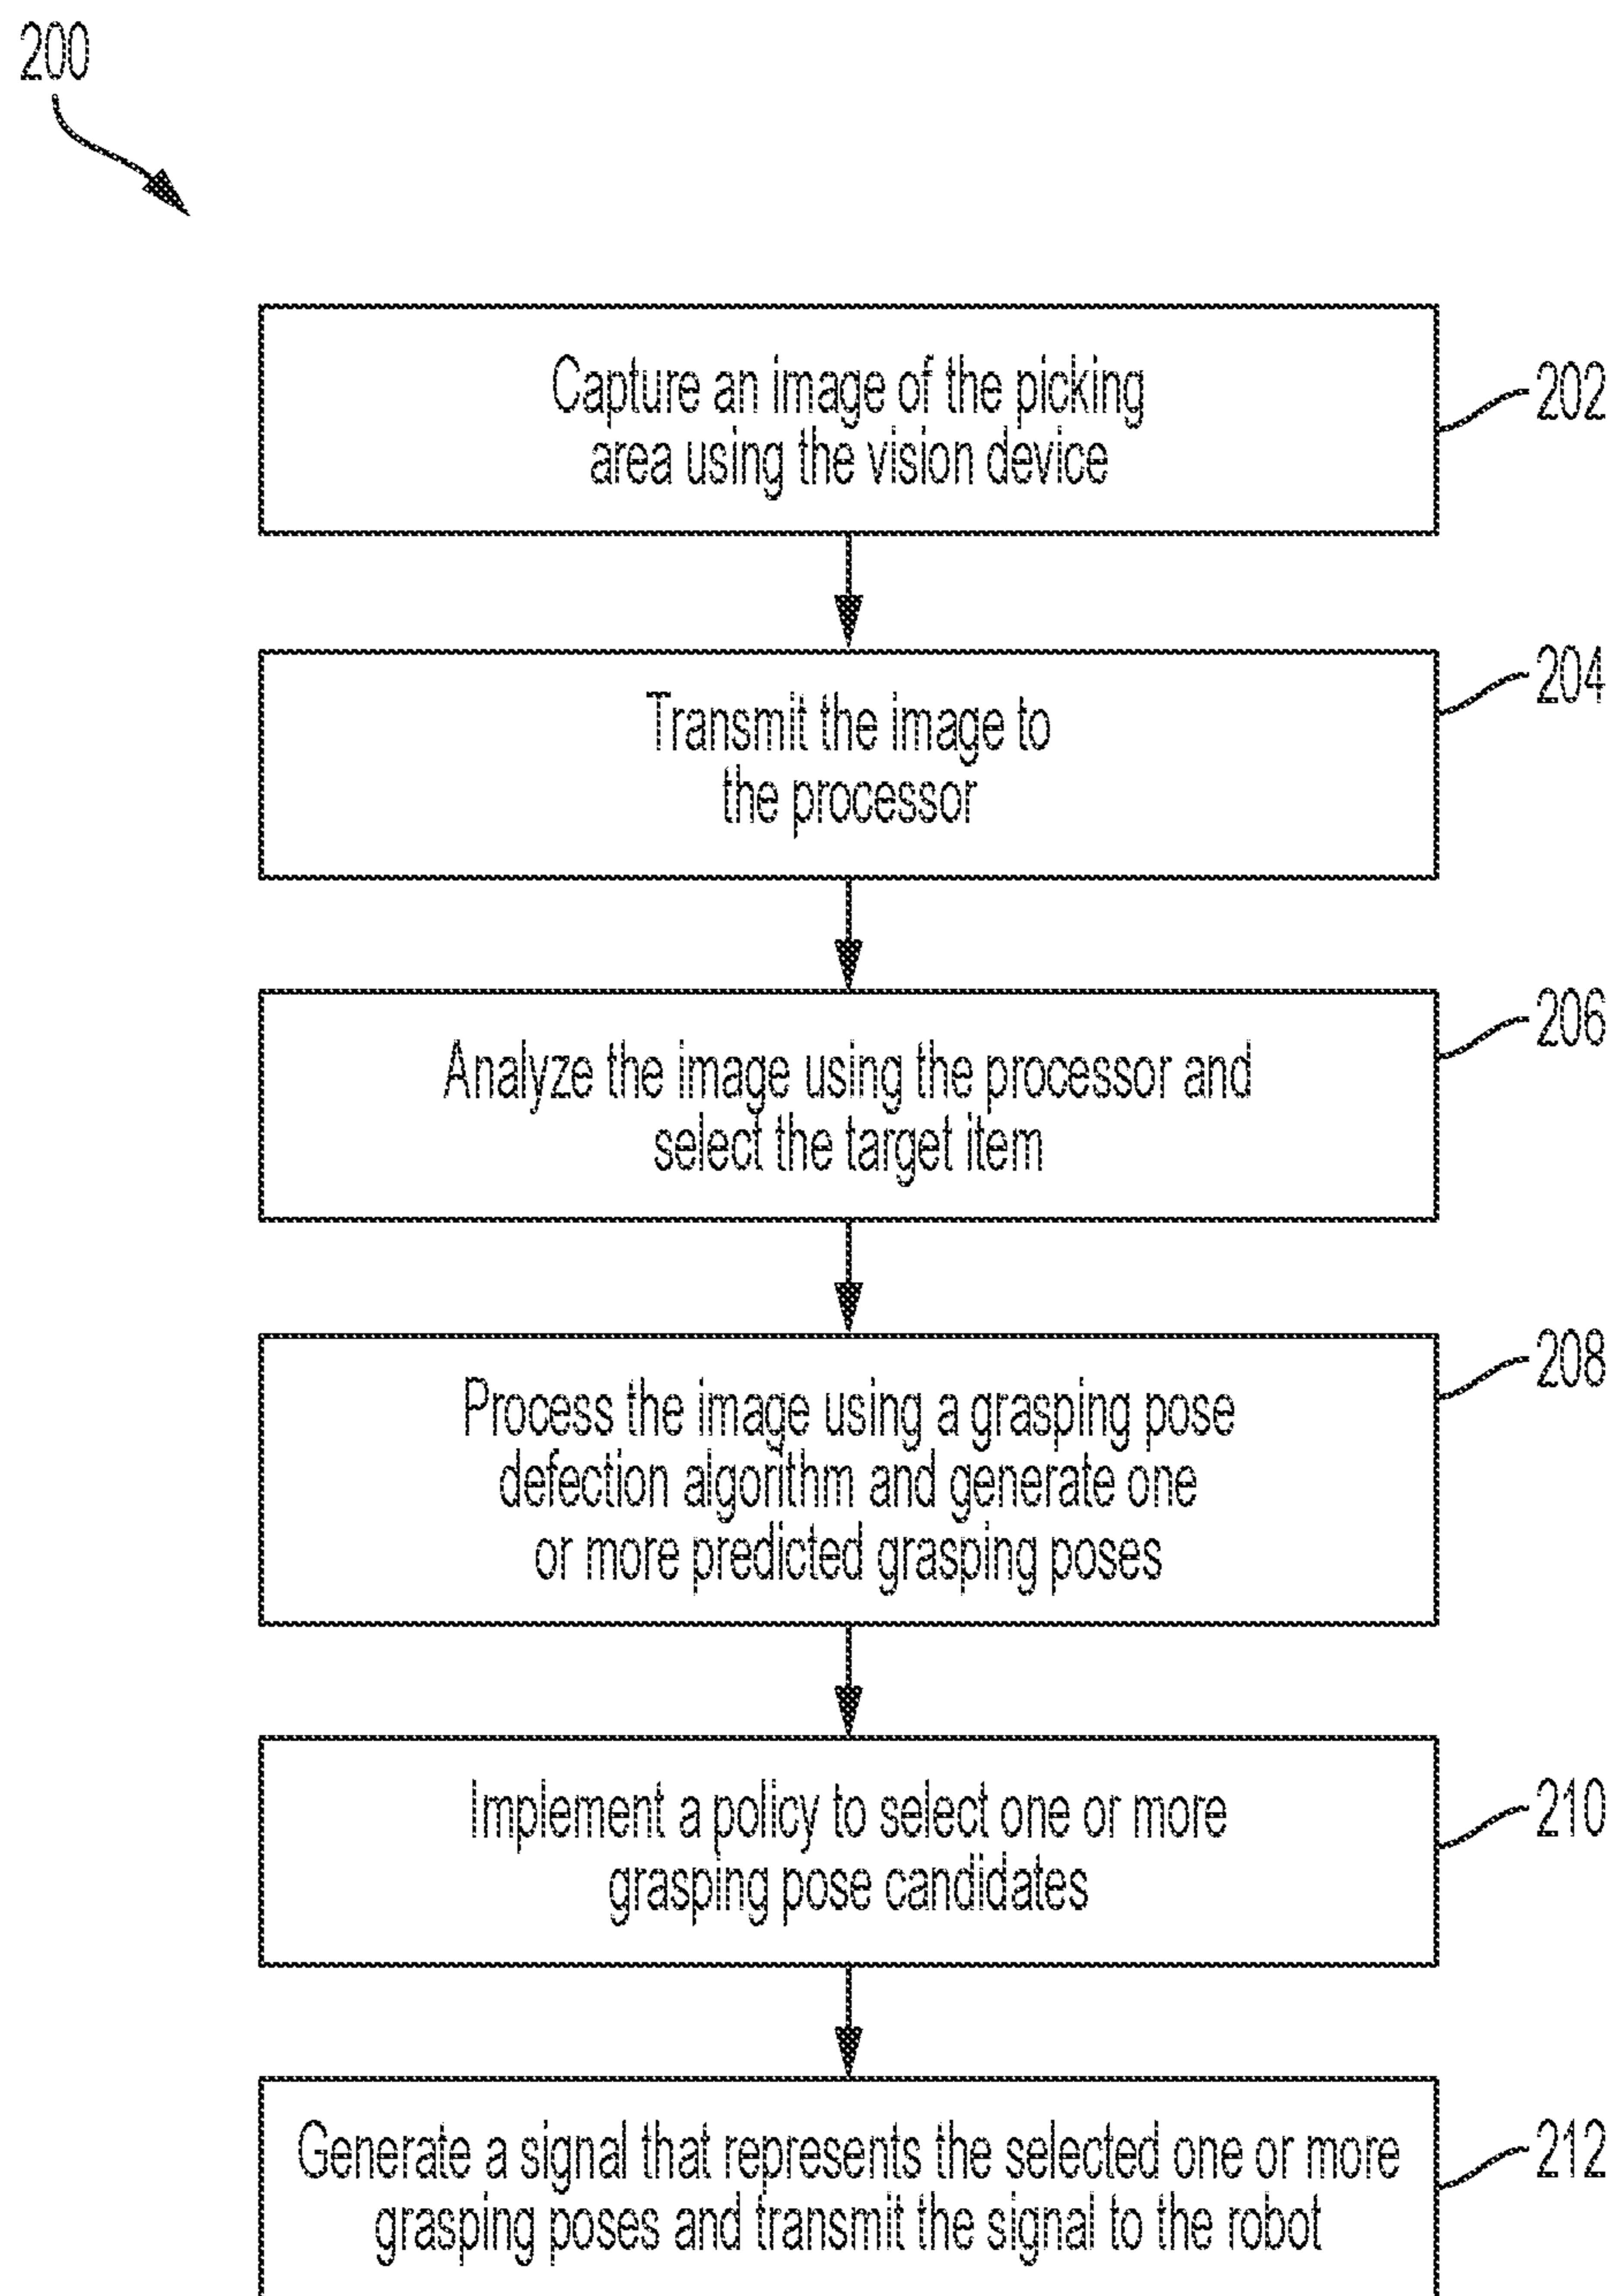 200
Capture an image of the picking
area using the vision device
202
Transmit the image to
the processor
204
Analyze the image using the processor and
select the target item
206
Process the image using a grasping pose
defection algorithm and generate one
or more predicted grasping poses
208
Implement a policy to select one or more
grasping pose candidates
210
Generate a signal that represents the selected one or more
grasping poses and transmit the signal to the robot
212